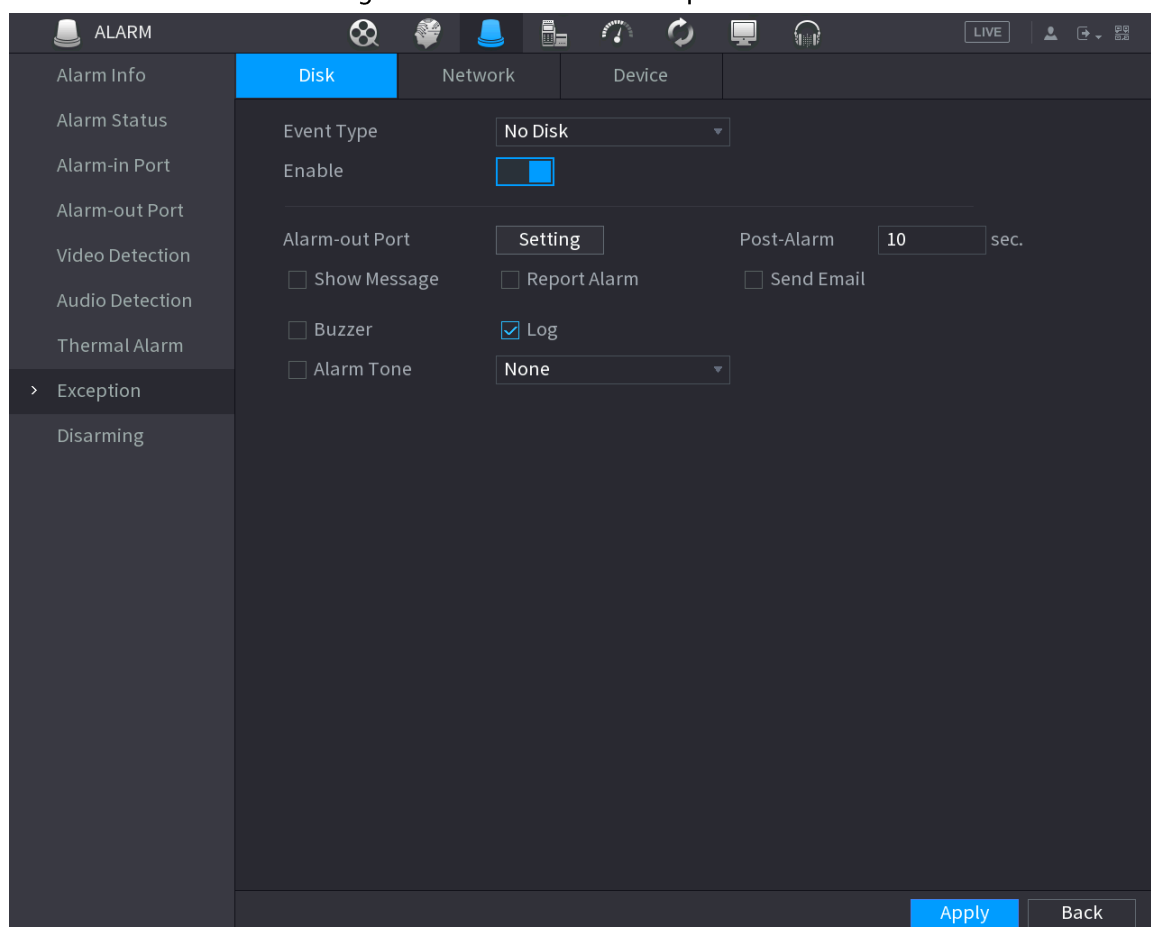 ALARM
LIVE
Alarm Info
Alarm Status
Alarm-in Port
Alarm-out Port
Video Detection
Audio Detection
Thermal Alarm
> Exception
Disarming
Disk Network Device
Event Type No Disk
Enable
Alarm-out Port Setting Post-Alarm 10 sec.
Show Message Report Alarm Send Email
Buzzer Log
Alarm Tone None
Apply Back